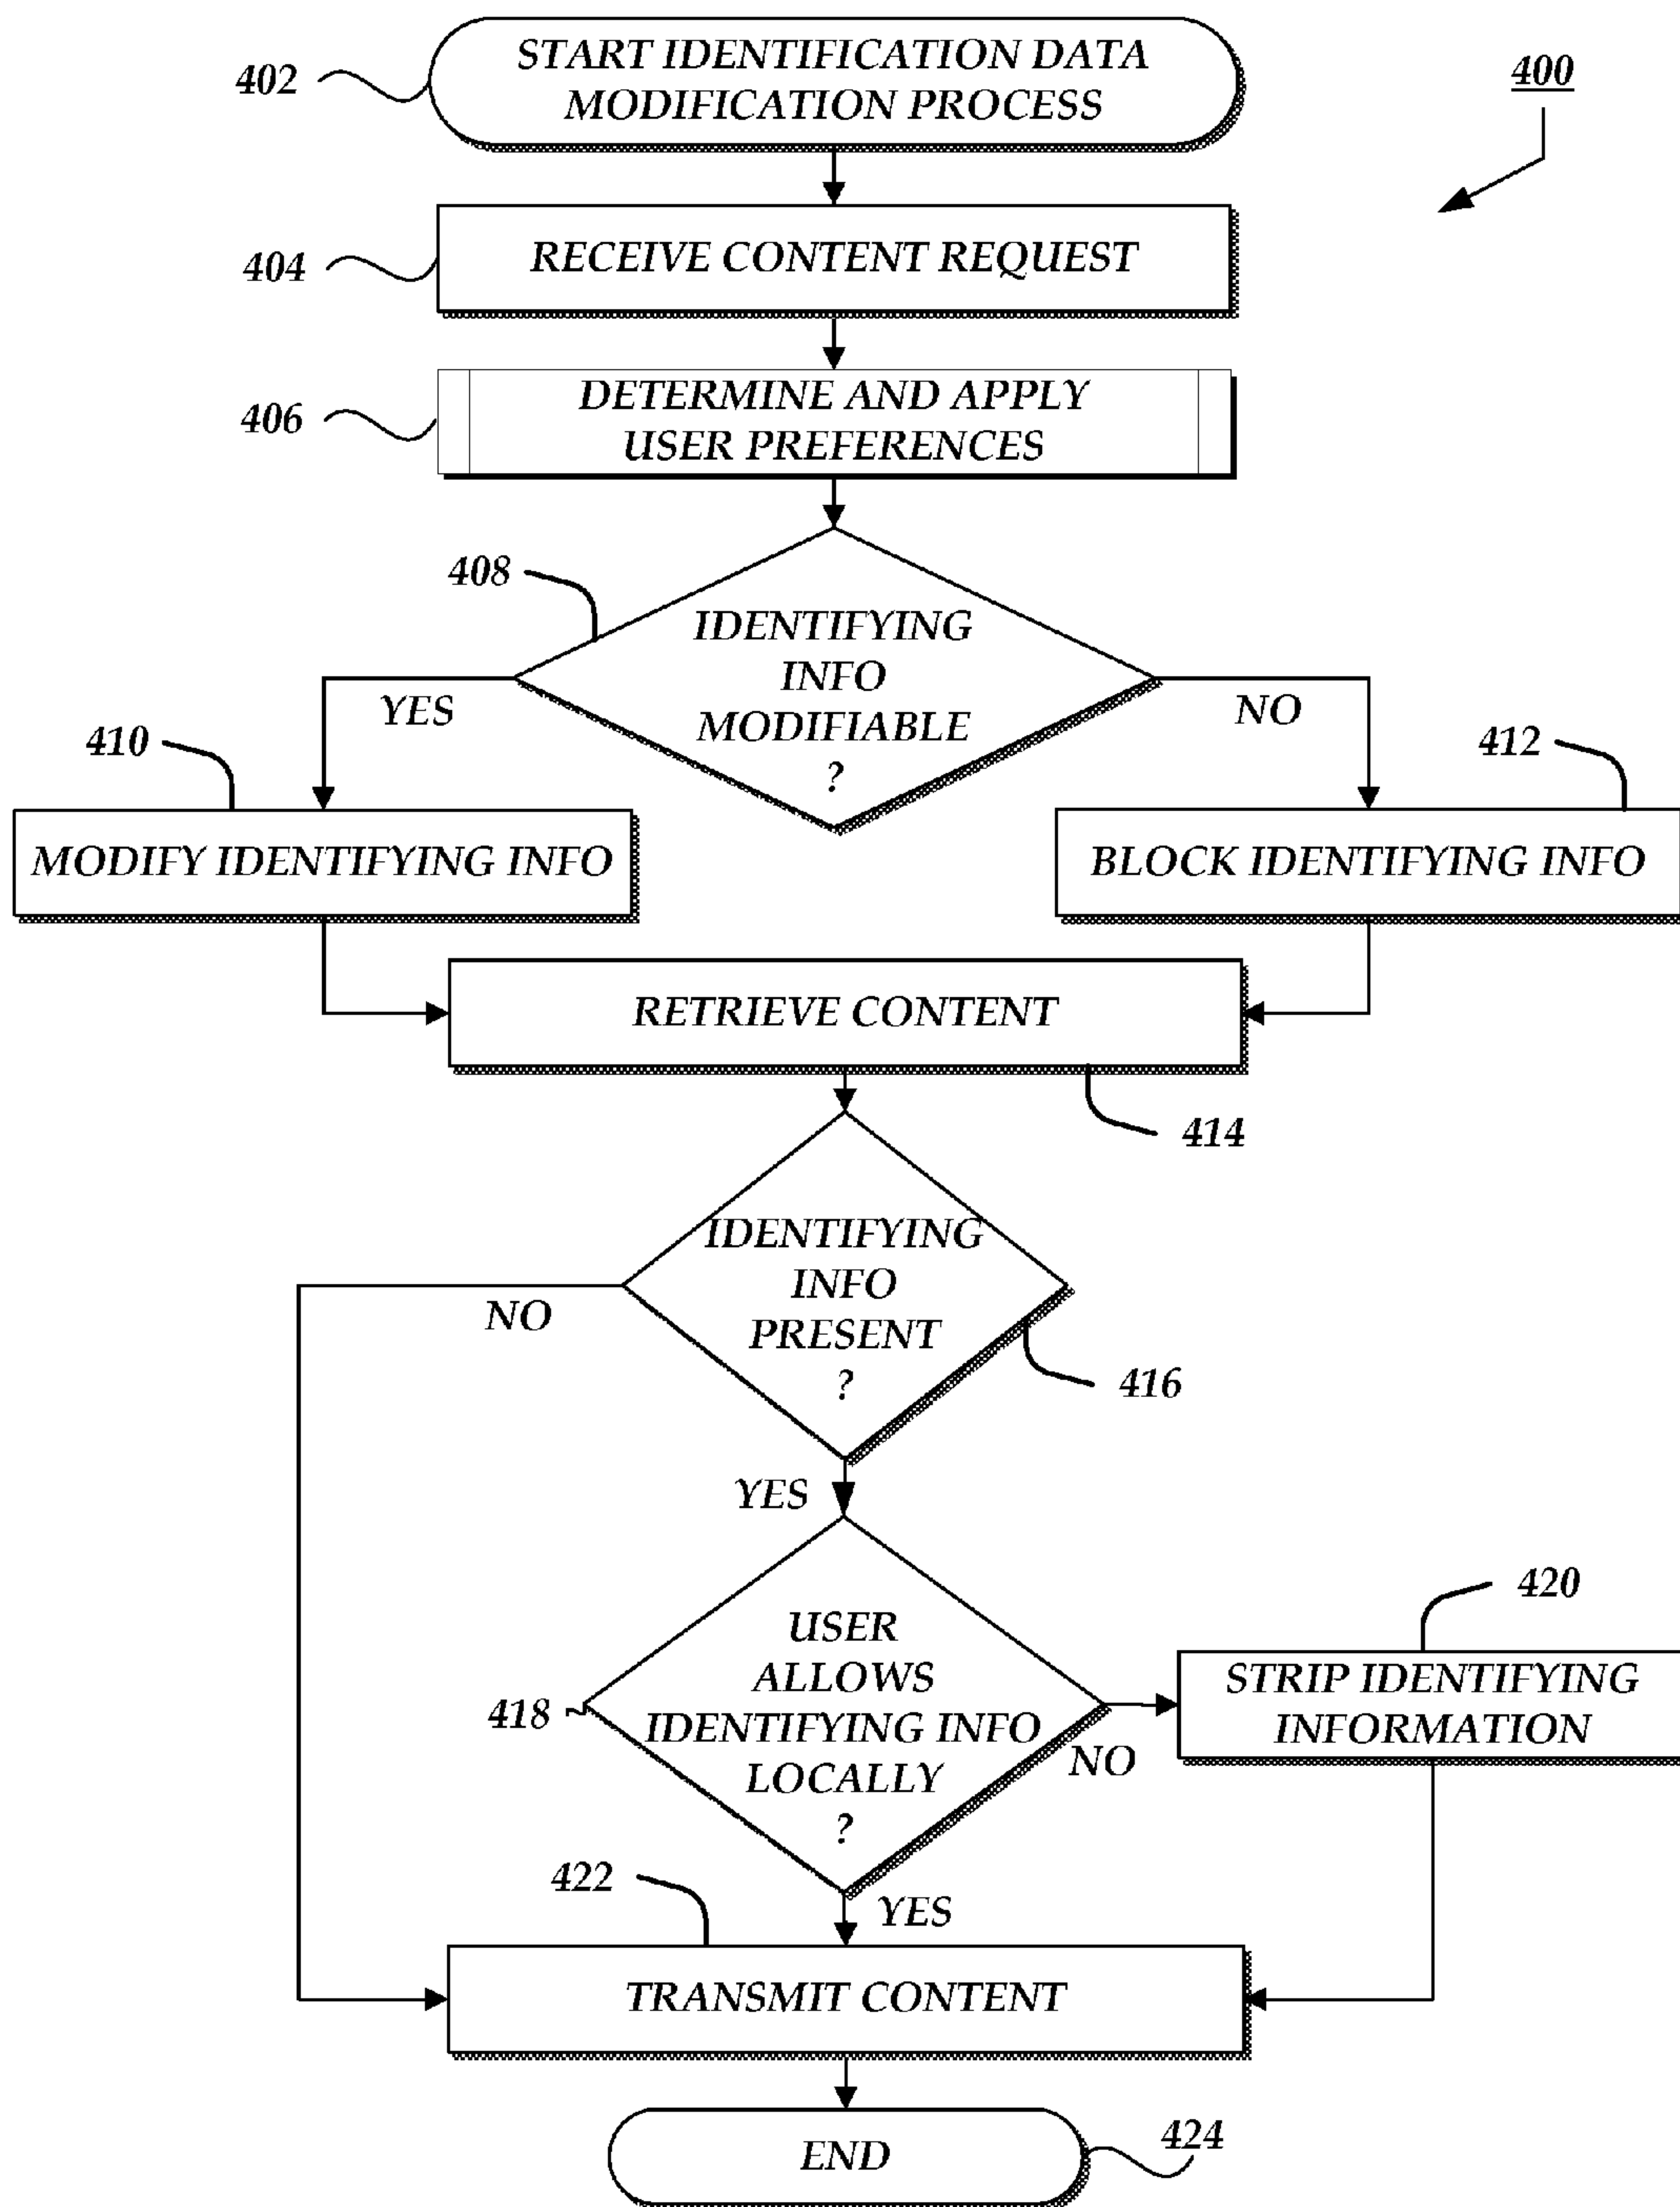 402
START IDENTIFICATION DATA
MODIFICATION PROCESS
400
404
RECEIVE CONTENT REQUEST
406
DETERMINE AND APPLY
USER PREFERENCES
408
IDENTIFYING
INFO
MODIFIABLE
?
YES
NO
410
412
MODIFY IDENTIFYING INFO
BLOCK IDENTIFYING INFO
RETRIEVE CONTENT
414
IDENTIFYING
INFO
PRESENT
?
NO
416
YES
420
USER
ALLOWS
IDENTIFYING INFO
LOCALLY
?
418
NO
STRIP IDENTIFYING
INFORMATION
422
YES
TRANSMIT CONTENT
END
424